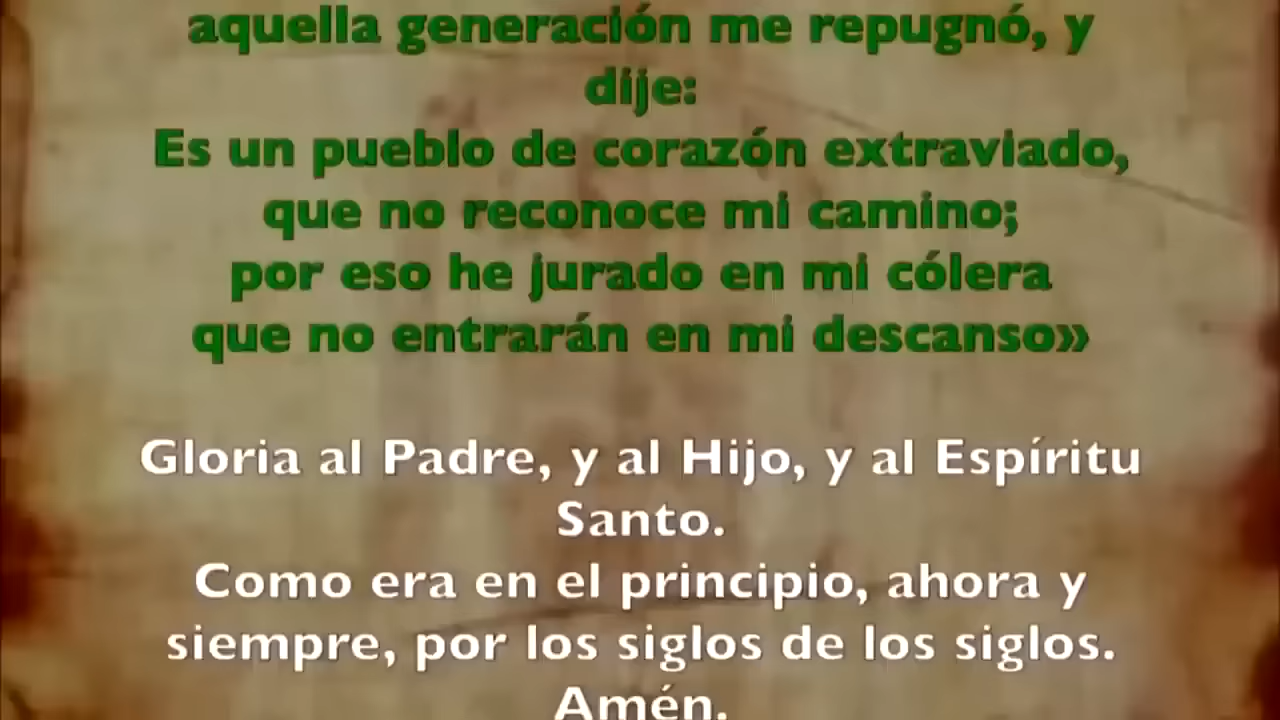 aquella generación me repugnó, y
dije:
Es un pueblo de corazón extraviado,
que no reconoce mi camino;
por eso he jurado en mi cólera
que no entrarán en mi descanso»
Gloria al Padre, y al Hijo, y al Espíritu
Santo.
Como era en el principio, ahora y
siempre, por los siglos de los siglos.
Amén.